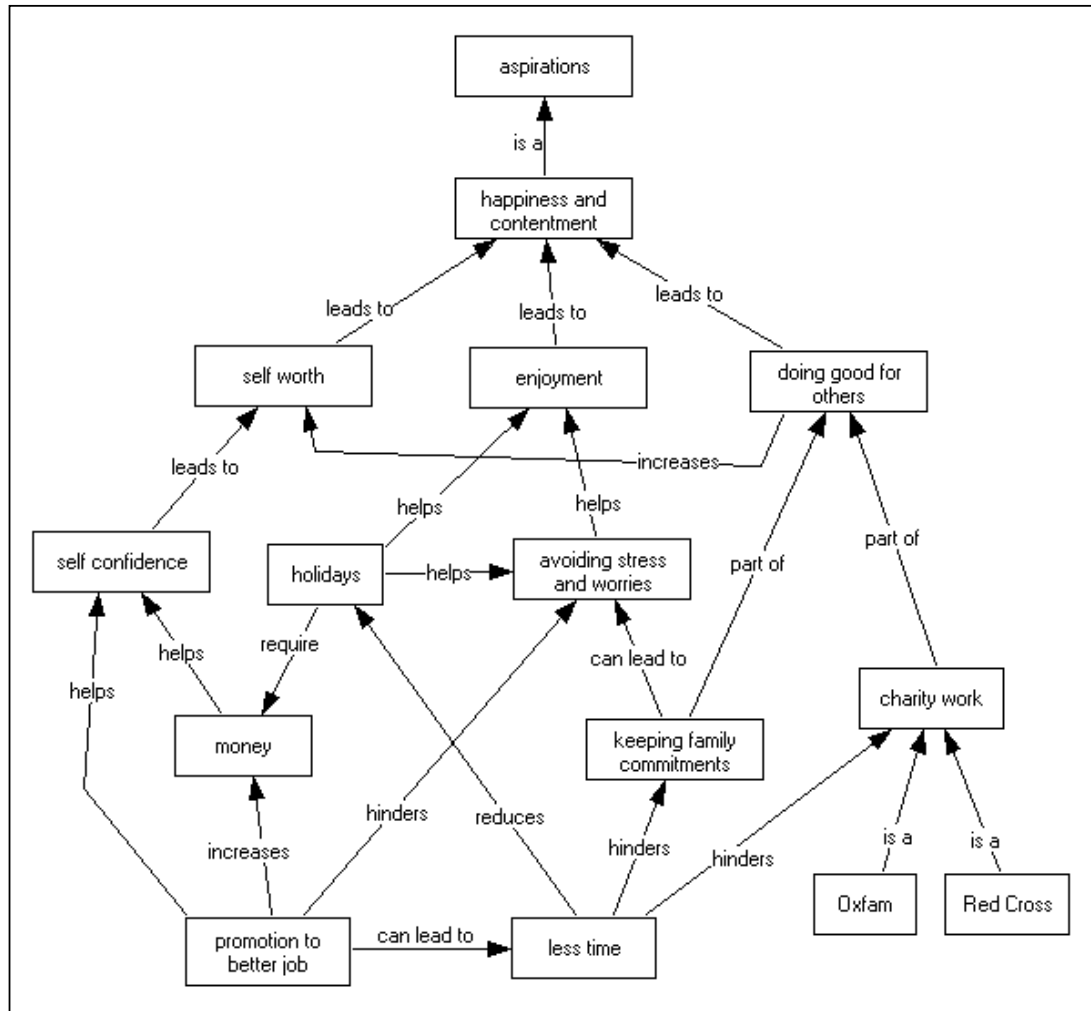 aspirations
is a
happiness and
contentment
leads to
leads to
leads to
self worth
enjoyment
doing good for
others
increases
leads to
helps
helps
part of
part of
self confidence
holidays
helps
avoiding stress
and worries
helps
require
can lead to
helps
money
keeping family
commitments
charity work
hinders
reduces
increases
hinders
hinders
is a
is a
promotion to
better job
can lead to
less time
Oxfam
Red Cross